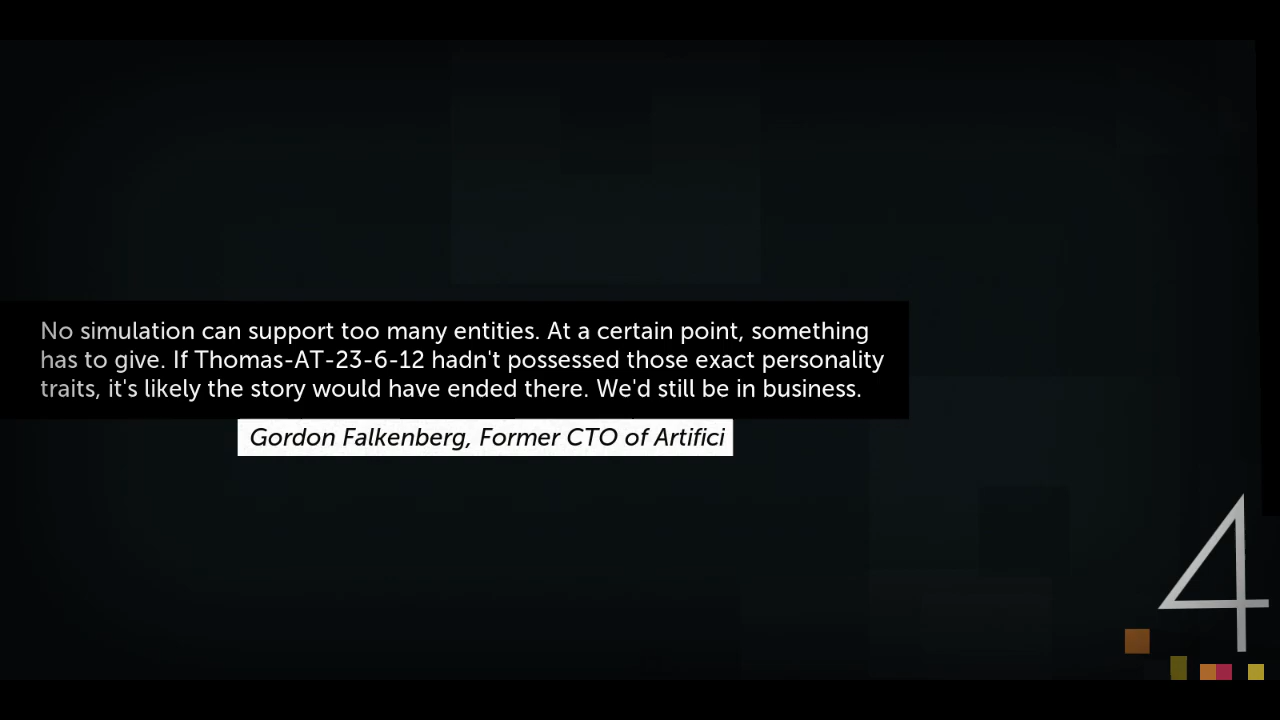 No simulation can support too many entities. At a certain point, something
has to give. If Thomas-AT-23-6-12 hadn't possessed those exact personality
traits, it's likely the story would have ended there. We'd still be in business.
Gordon Falkenberg, Former CTO of Artifici
4